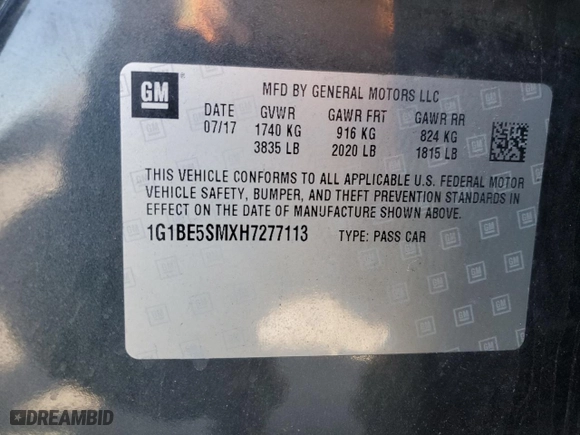 GM
MFD BY GENERAL MOTORS LLC
DATE GVWR GAWR FRT GAWR RR
07/17 1740 KG 916 KG 824 KG
3835 LB 2020 LB 1815 LB
THIS VEHICLE CONFORMS TO ALL APPLICABLE U.S. FEDERAL MOTOR
VEHICLE SAFETY, BUMPER, AND THEFT PREVENTION STANDARDS IN
EFFECT ON THE DATE OF MANUFACTURE SHOWN ABOVE.
1G1BE5SMXH7277113 TYPE: PASS CAR
DREAMBID